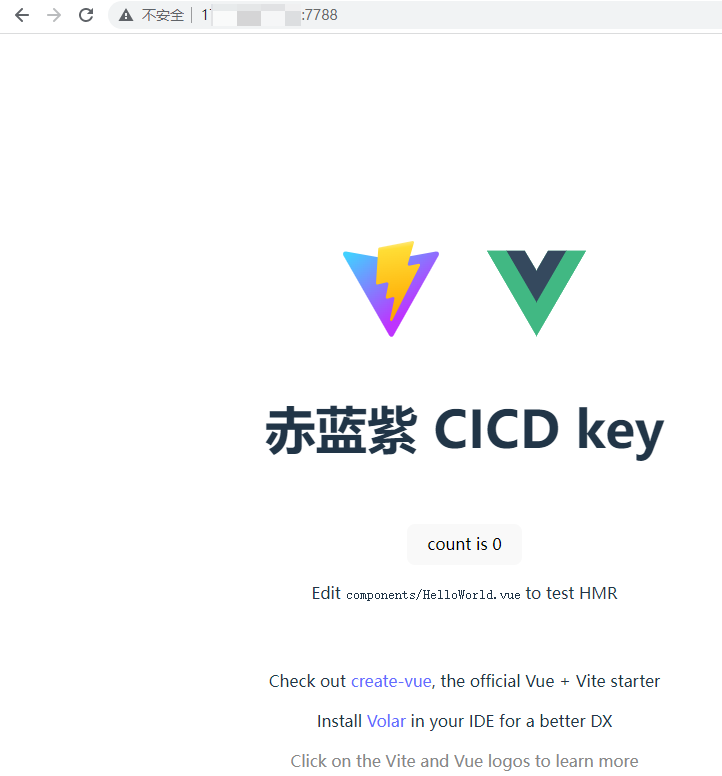 不安全 | 1 :7788
赤蓝紫 CICD key
count is 0
Edit components/HelloWorld.vue to test HMR
Check out create-vue, the official Vue + Vite starter
Install Volar in your IDE for a better DX
Click on the Vite and Vue logos to learn more